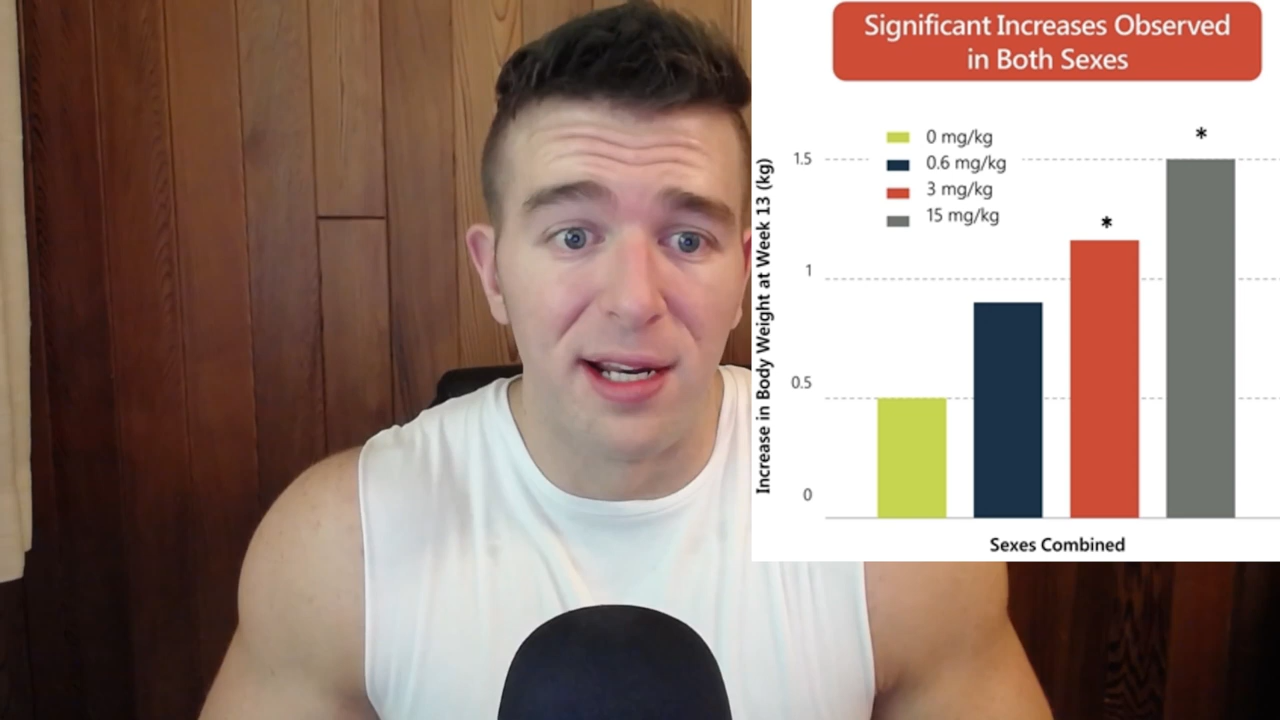 Significant Increases Observed
in Both Sexes
0 mg/kg
0.6 mg/kg
3 mg/kg
15 mg/kg
*
*
1.5
1
0.5
0
Increase in Body Weight at Week 13 (kg)
Sexes Combined